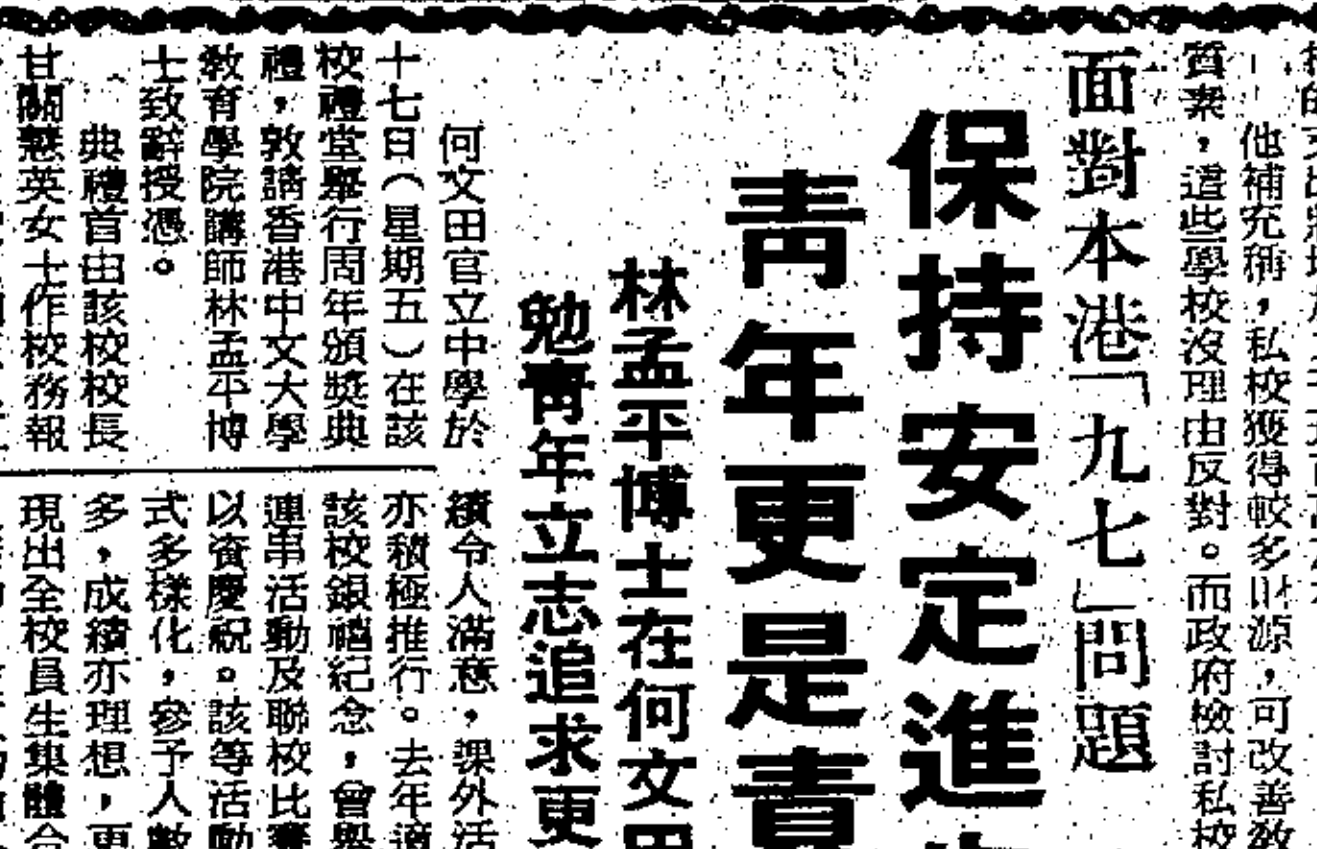 他補充稱，私校獲得較多財源，可改善教
質素，這些學校沒理由反對。而政府檢討私校
面對本港「九七」問題
保持安定進
青年更是責
林孟平博士在何文田
勉青年立志追求更
何文田官立中學於
十七日（星期五）在該
校禮堂舉行周年頒獎典
禮，敦請香港中文大學
教育學院講師林孟平博
士致辭授憑。
典禮首由該校校長
甘關慧英女士作校務報
績令人滿意，課外活
亦積極推行。去年適
該校銀禧紀念，曾舉
連串活動及聯校比賽
以資慶祝。該等活動
式多樣化，參予人數
多，成績亦理想，更
現出全校員生集體合